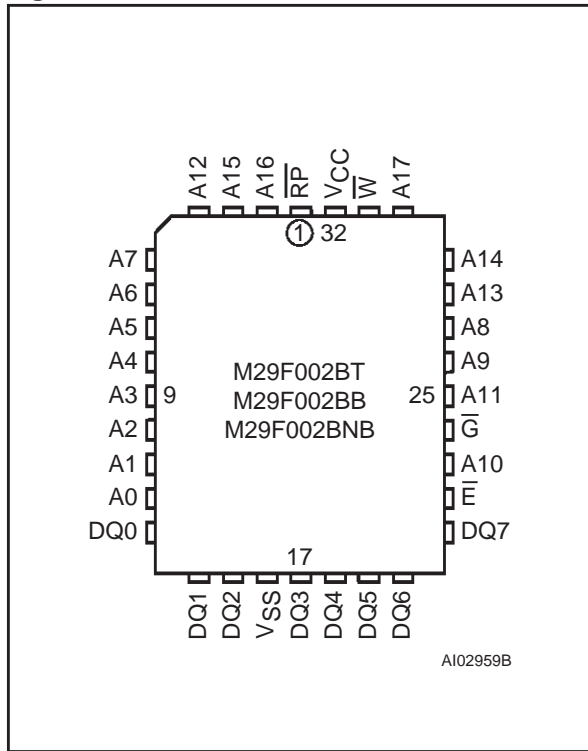 A12 A15 A16 R̅P̅ VCC W̅ A17
1 32
A7 A14
A6 A13
A5 A8
A4 M29F002BT A9
A3 9 M29F002BB 25 A11
A2 M29F002BNB G̅
A1 A10
A0 E̅
DQ0 DQ7
17
DQ1 DQ2 VSS DQ3 DQ4 DQ5 DQ6
AI02959B